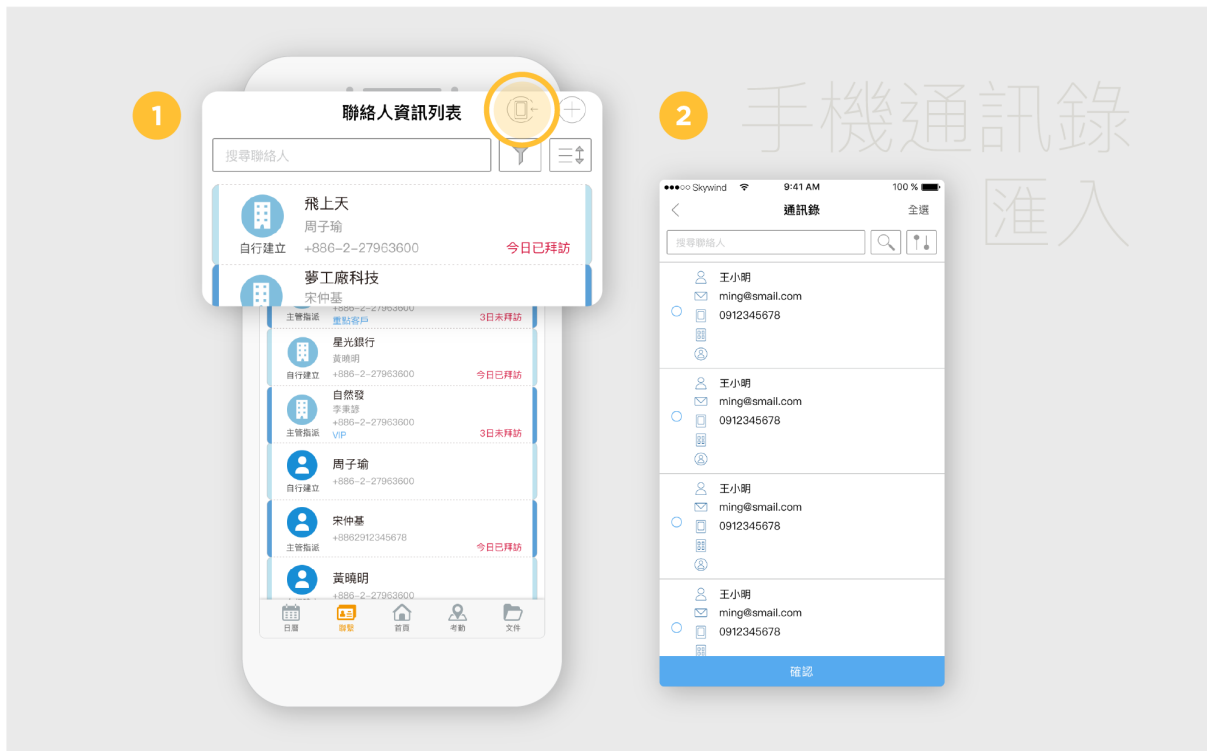 1
聯絡人資訊列表
搜尋聯絡人
飛上天
周子瑜
自行建立
+886-2-27963600
今日已拜訪
夢工廠科技
宋仲基
+886-2-27963600
主管指派
重點客戶
3日未拜訪
星光銀行
黃曉明
自行建立
+886-2-27963600
今日已拜訪
自然發
李東諺
+886-2-27963600
主管指派
VIP
3日未拜訪
周子瑜
+886-2-27963600
自行建立
宋仲基
+8862912345678
主管指派
今日已拜訪
黃曉明
+886-2-27963600
日曆
聯繫
首頁
考勤
文件
2
手機通訊錄
匯入
Skywind
9:41 AM
100 %
通訊錄
全選
搜尋聯絡人
王小明
ming@smail.com
0912345678
王小明
ming@smail.com
0912345678
王小明
ming@smail.com
0912345678
王小明
ming@smail.com
0912345678
確認